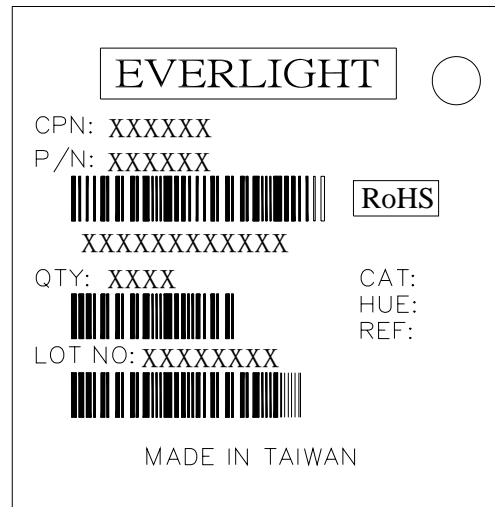 EVERLIGHT
CPN: XXXXXX
P/N: XXXXXX
RoHS
XXXXXXXXXXXX
QTY: XXXX
CAT:
HUE:
REF:
LOT NO: XXXXXXXX
MADE IN TAIWAN